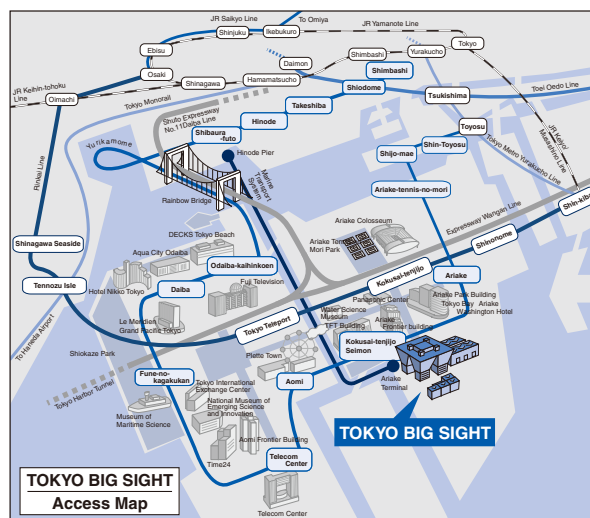 JR Saikyo Line
To Omiya
Shinjuku
Ikebukuro
JR Yamanote Line
Ebisu
Tokyo
Yurakucho
Shimbashi
Daimon
Osaki
Shimbashi
JR Keihin-tohoku
Line
Shinagawa
Hamamatsucho
Shiodome
Toei Oedo Line
Oimachi
Tsukishima
Tokyo Monorail
Takeshiba
Shuto Expressway
No.11Daiba Line
Hinode
Toyosu
Shibaura
-futo
Yurikamome
Shin-Toyosu
Hinode Pier
Shijo-mae
Tokyo Metro Yurakucho Line
JR Keiyo/
Musashino Line
Rinkai Line
Marine
Transport
System
Ariake-tennis-no-mori
Rainbow Bridge
Shin-kiba
Expressway Wangan Line
DECKS Tokyo Beach
Ariake Colosseum
Shinagawa Seaside
Aqua City Odaiba
Ariake Tennis
Mori Park
Shinonome
Odaiba-kaihinkoen
Kokusai-tenjijo
Ariake
Tennozu Isle
Hotel Nikko Tokyo
Daiba
Fuji Television
Panasonic Center
Ariake Park Building
Tokyo Bay Ariake
Washington Hotel
To Haneda Airport
Le Meridien
Grand Pacific Tokyo
Water Science
Museum
TFT Building
Ariake
Frontier building
Tokyo Teleport
Kokusai-tenjijo
Seimon
Shiokaze Park
Plette Town
Fune-no-
kagakukan
Tokyo International
Exchange Center
Aomi
Ariake
Terminal
Tokyo Harbor Tunnel
National Museum of
Emerging Science
and Innovation
Museum of
Maritime Science
TOKYO BIG SIGHT
Aomi Frontier Building
Time24
Telecom
Center
TOKYO BIG SIGHT
Access Map
Telecom Center